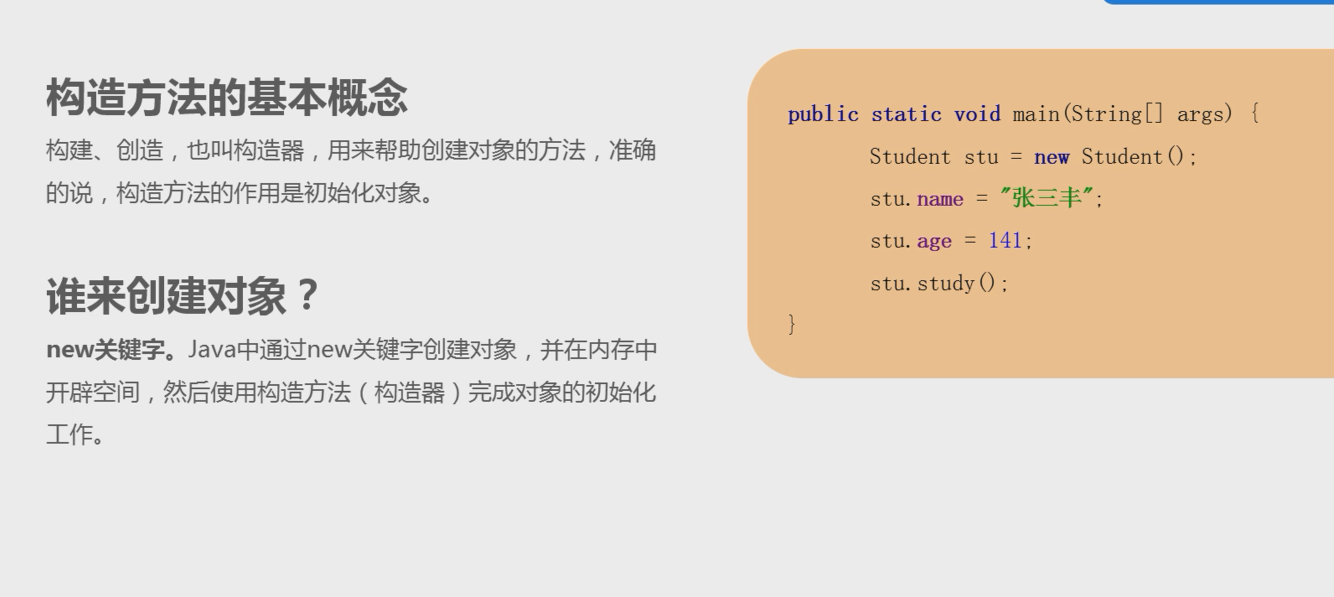 构造方法的基本概念
构建、创造，也叫构造器，用来帮助创建对象的方法，准确
的说，构造方法的作用是初始化对象。
谁来创建对象？
new关键字。Java中通过new关键字创建对象，并在内存中
开辟空间，然后使用构造方法（构造器）完成对象的初始化
工作。
public static void main(String[] args) {
Student stu = new Student();
stu.name = "张三丰";
stu.age = 141;
stu.study();
}